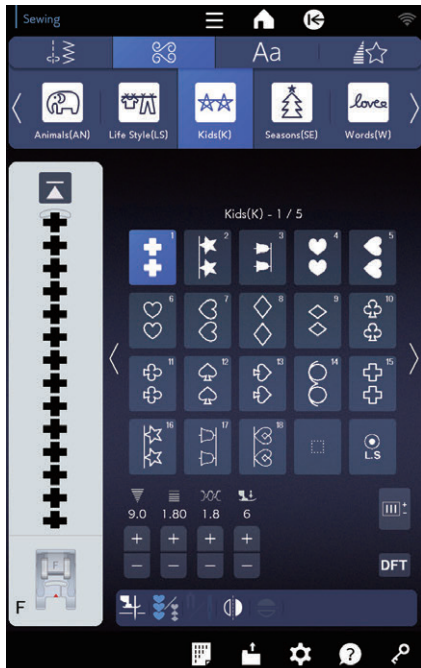 Sewing
Aa
Animals(AN) Life Style(LS) Kids(K) Seasons(SE) Words(W)
love
Kids(K) - 1 / 5
1 2 3 4 5
6 7 8 9 10
11 12 13 14 15
16 17 18
L.S
9.0 1.80 1.8 6
+ + + +
− − − −
DFT
F
F
?